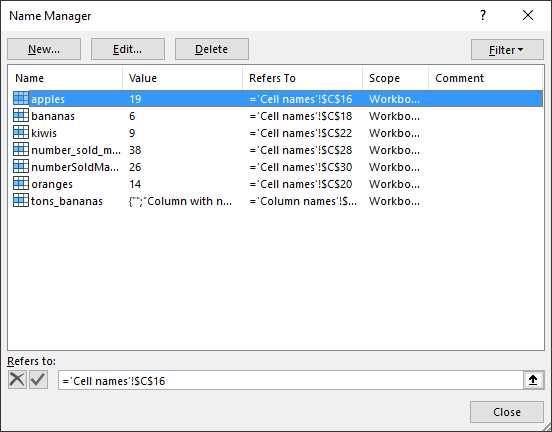 Name Manager ?
New... Edit... Delete Filter
Name Value Refers To Scope Comment
apples 19 ='Cell names'!$C$16 Workbo...
bananas 6 ='Cell names'!$C$18 Workbo...
kiwis 9 ='Cell names'!$C$22 Workbo...
number_sold_m... 38 ='Cell names'!$C$28 Workbo...
numberSoldMa... 26 ='Cell names'!$C$30 Workbo...
oranges 14 ='Cell names'!$C$20 Workbo...
tons_bananas {"";"Column with n... ='Column names'!$... Workbo...
Refers to:
='Cell names'!$C$16
Close